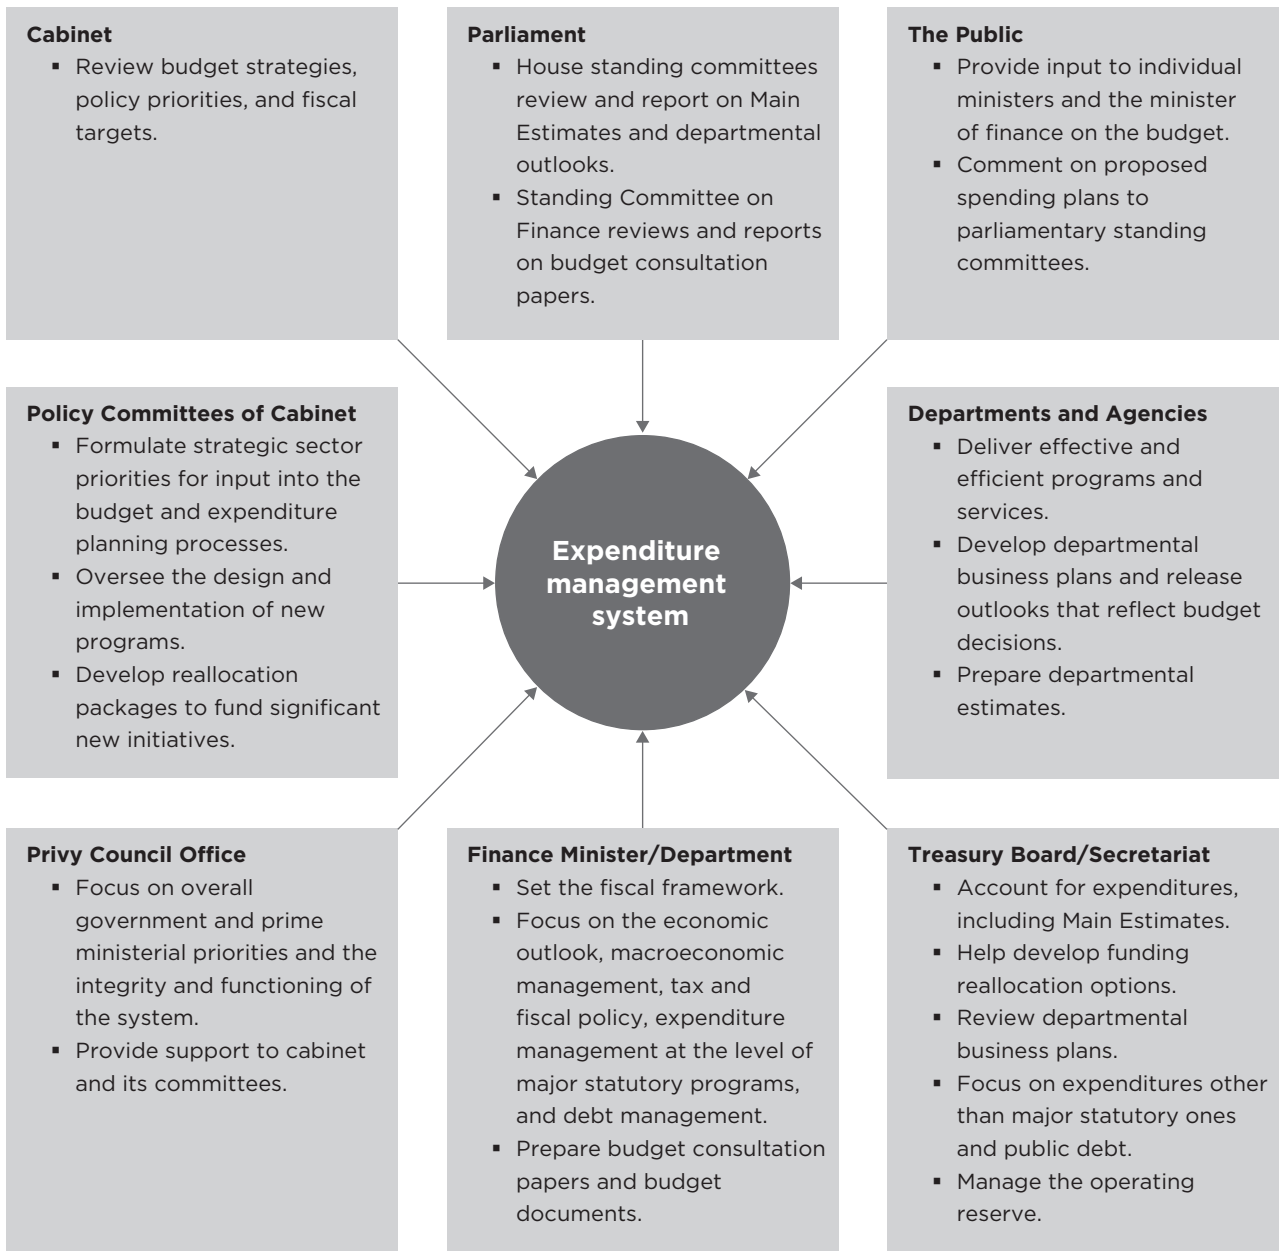 Cabinet
▪ Review budget strategies,
policy priorities, and fiscal
targets.
Parliament
▪ House standing committees
review and report on Main
Estimates and departmental
outlooks.
▪ Standing Committee on
Finance reviews and reports
on budget consultation
papers.
The Public
▪ Provide input to individual
ministers and the minister
of finance on the budget.
▪ Comment on proposed
spending plans to
parliamentary standing
committees.
Policy Committees of Cabinet
▪ Formulate strategic sector
priorities for input into the
budget and expenditure
planning processes.
▪ Oversee the design and
implementation of new
programs.
▪ Develop reallocation
packages to fund significant
new initiatives.
Expenditure
management
system
Departments and Agencies
▪ Deliver effective and
efficient programs and
services.
▪ Develop departmental
business plans and release
outlooks that reflect budget
decisions.
▪ Prepare departmental
estimates.
Privy Council Office
▪ Focus on overall
government and prime
ministerial priorities and the
integrity and functioning of
the system.
▪ Provide support to cabinet
and its committees.
Finance Minister/Department
▪ Set the fiscal framework.
▪ Focus on the economic
outlook, macroeconomic
management, tax and
fiscal policy, expenditure
management at the level of
major statutory programs,
and debt management.
▪ Prepare budget consultation
papers and budget
documents.
Treasury Board/Secretariat
▪ Account for expenditures,
including Main Estimates.
▪ Help develop funding
reallocation options.
▪ Review departmental
business plans.
▪ Focus on expenditures other
than major statutory ones
and public debt.
▪ Manage the operating
reserve.